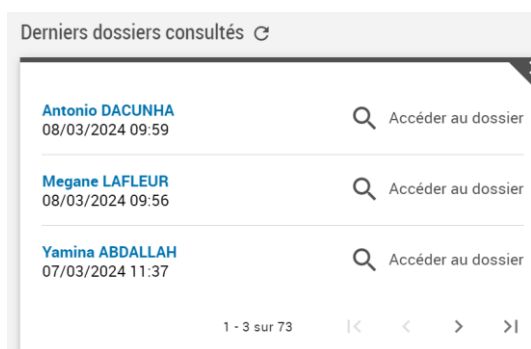 Derniers dossiers consultés
Antonio DACUNHA
08/03/2024 09:59
Accéder au dossier
Megane LAFLEUR
08/03/2024 09:56
Accéder au dossier
Yamina ABDALLAH
07/03/2024 11:37
Accéder au dossier
1 - 3 sur 73